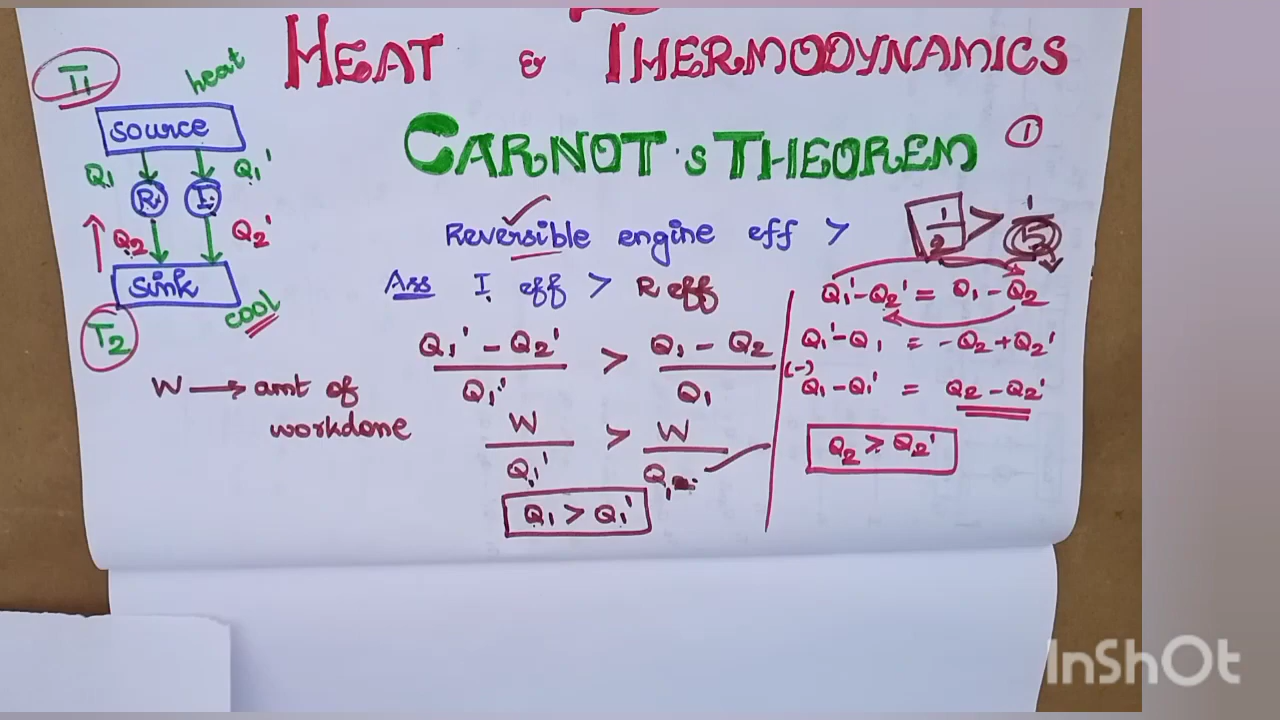 HEAT & THERMODYNAMICS
CARNOT'S THEOREM
①
T1
heat
source
Q1 Q1'
R I
Q2 Q2'
sink
T2
cool
W → amt of
workdone
Reversible engine eff >
1/2 > 1/5
Ass I eff > R eff
Q1' - Q2' / Q1' > Q1 - Q2 / Q1
W / Q1' > W / Q1
Q1 > Q1'
Q1' - Q2' = Q1 - Q2
Q1' - Q1 = -Q2 + Q2'
(-)
Q1 - Q1' = Q2 - Q2'
Q2 > Q2'
InShOt